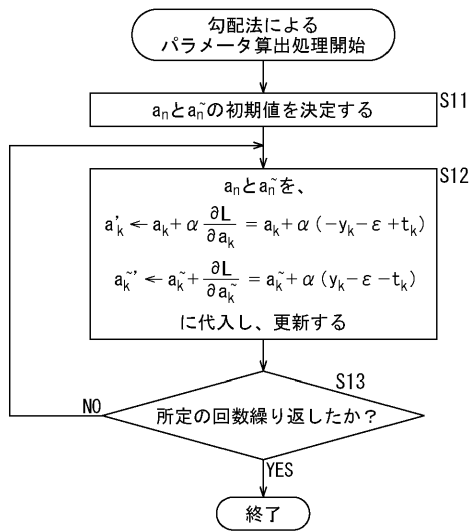 勾配法による
パラメータ算出処理開始
S11
anとan~の初期値を決定する
S12
anとan~を、
a'k ← ak + α ∂L/∂ak = ak + α (-yk - ε + tk)
ak~' ← ak~ + ∂L/∂ak~ = ak~ + α (yk - ε - tk)
に代入し、更新する
S13
所定の回数繰り返したか？
NO
YES
終了